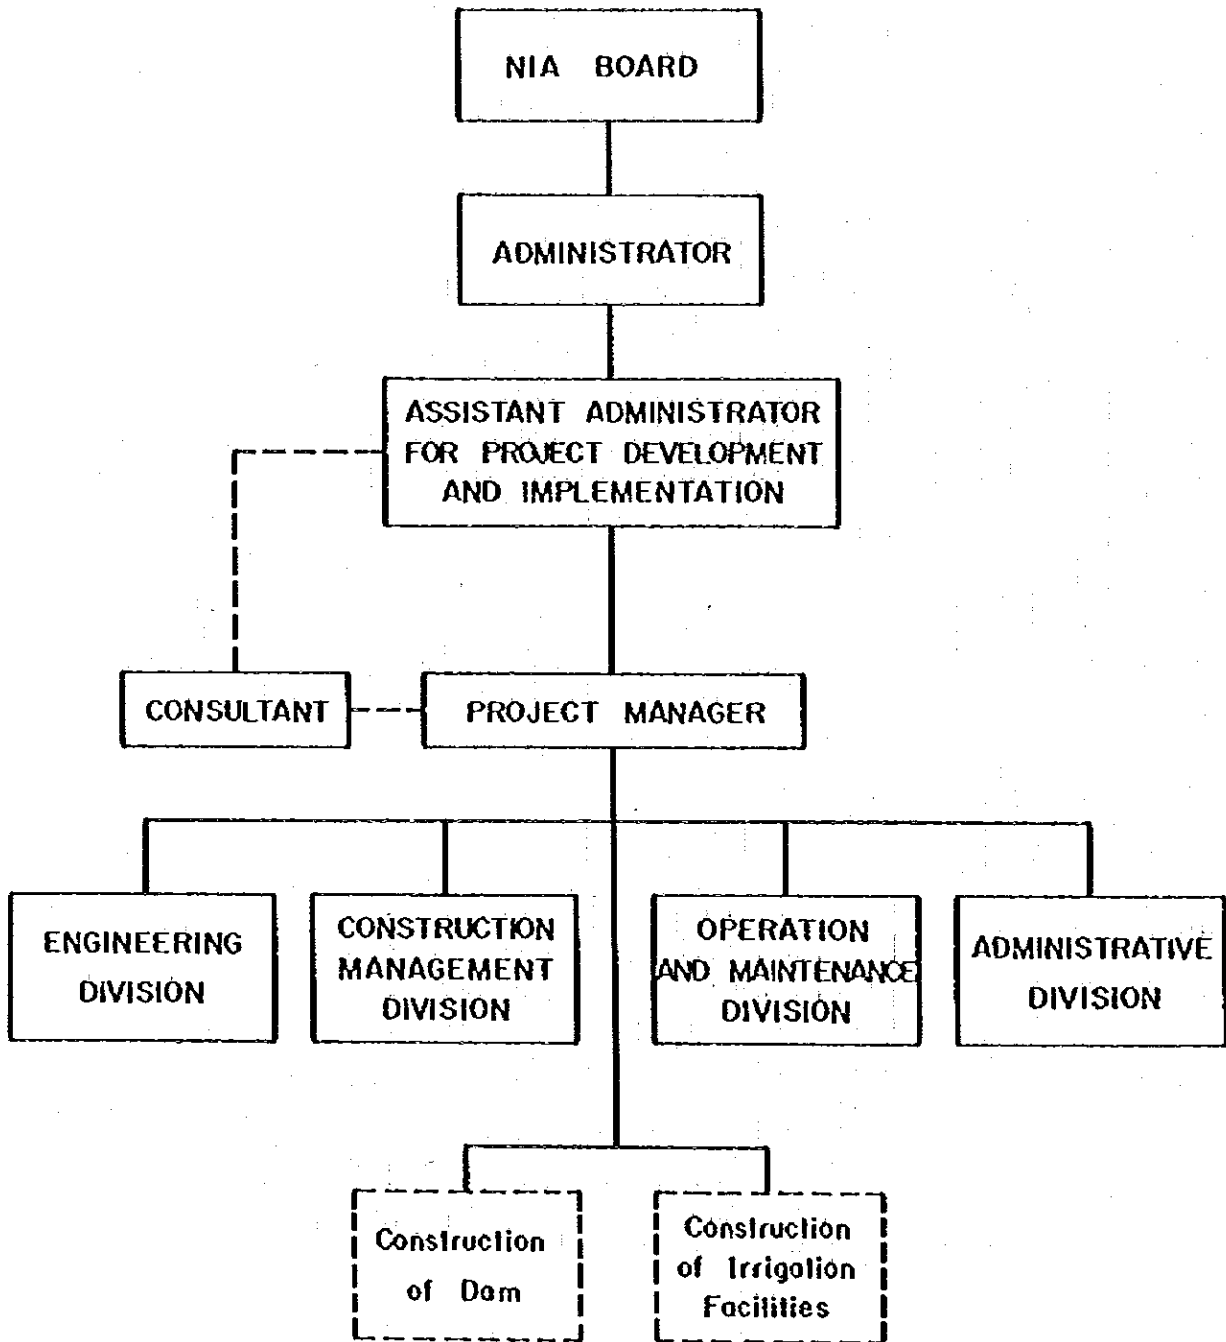 NIA BOARD
ADMINISTRATOR
ASSISTANT ADMINISTRATOR
FOR PROJECT DEVELOPMENT
AND IMPLEMENTATION
CONSULTANT
PROJECT MANAGER
ENGINEERING
DIVISION
CONSTRUCTION
MANAGEMENT
DIVISION
OPERATION
AND MAINTENANCE
DIVISION
ADMINISTRATIVE
DIVISION
Construction
of Dam
Construction
of Irrigation
Facilities